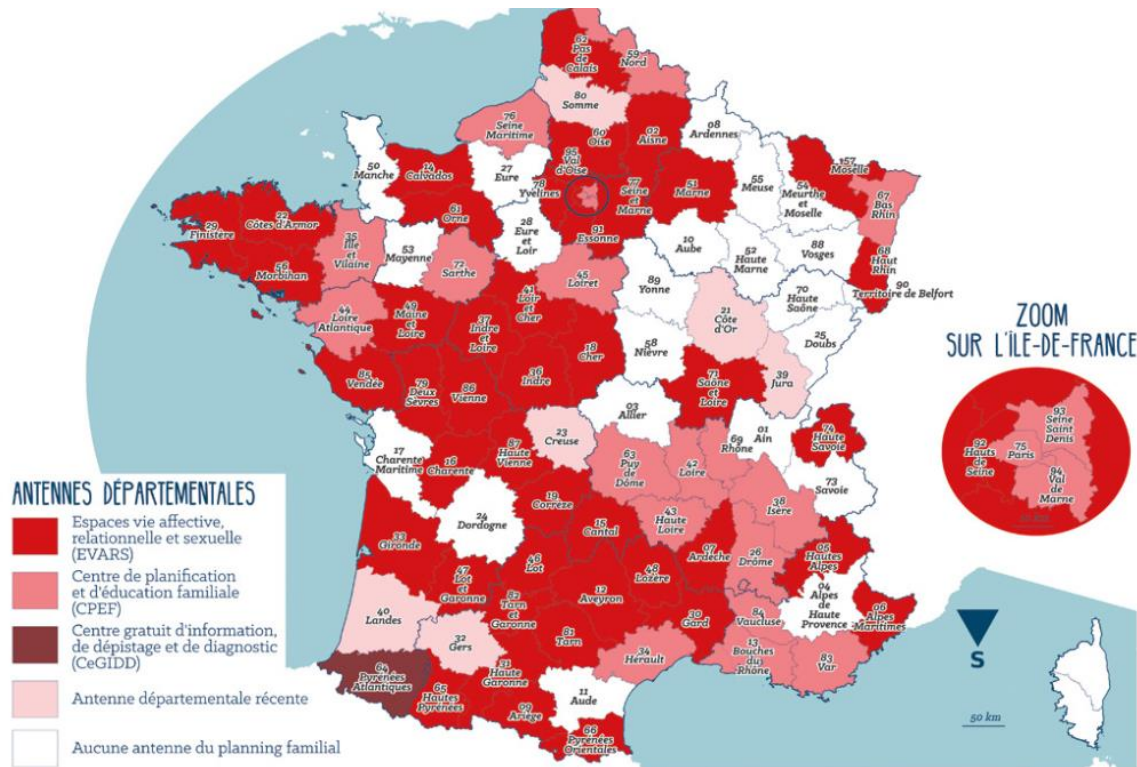 62
Pas
de
Calais
59
Nord
80
Somme
76
Seine
Maritime
60
Oise
02
Aisne
08
Ardennes
50
Manche
14
Calvados
27
Eure
95
Val
d'Oise
78
Yvelines
77
Seine
et
Marne
51
Marne
55
Meuse
54
Meurthe
et
Moselle
57
Moselle
67
Bas
Rhin
61
Orne
28
Eure
et
Loir
91
Essonne
10
Aube
52
Haute
Marne
88
Vosges
68
Haut
Rhin
29
Finistère
22
Côtes d'Armor
56
Morbihan
35
Ille
et
Vilaine
53
Mayenne
72
Sarthe
45
Loiret
89
Yonne
70
Haute
Saône
90
Territoire de Belfort
44
Loire
Atlantique
49
Maine
et
Loire
41
Loir
et
Cher
37
Indre
et
Loire
18
Cher
58
Nièvre
21
Côte
d'Or
25
Doubs
39
Jura
85
Vendée
79
Deux
Sèvres
86
Vienne
36
Indre
03
Allier
71
Saône
et
Loire
17
Charente
Maritime
16
Charente
87
Haute
Vienne
23
Creuse
63
Puy
de
Dôme
42
Loire
69
Rhône
01
Ain
74
Haute
Savoie
73
Savoie
24
Dordogne
19
Corrèze
15
Cantal
43
Haute
Loire
38
Isère
33
Gironde
47
Lot
et
Garonne
46
Lot
12
Aveyron
48
Lozère
07
Ardèche
26
Drôme
05
Hautes
Alpes
40
Landes
32
Gers
82
Tarn
et
Garonne
81
Tarn
30
Gard
84
Vaucluse
04
Alpes
de
Haute
Provence
06
Alpes
Maritimes
64
Pyrénées
Atlantiques
65
Hautes
Pyrénées
31
Haute
Garonne
09
Ariège
11
Aude
66
Pyrénées
Orientales
34
Hérault
13
Bouches
du
Rhône
83
Var
ZOOM
SUR L'ÎLE-DE-FRANCE
92
Hauts
de
Seine
75
Paris
93
Seine
Saint
Denis
94
Val
de
Marne
S
50 km
ANTENNES DÉPARTEMENTALES
Espaces vie affective,
relationnelle et sexuelle
(EVARS)
Centre de planification
et d'éducation familiale
(CPEF)
Centre gratuit d'information,
de dépistage et de diagnostic
(CeGIDD)
Antenne départementale récente
Aucune antenne du planning familial